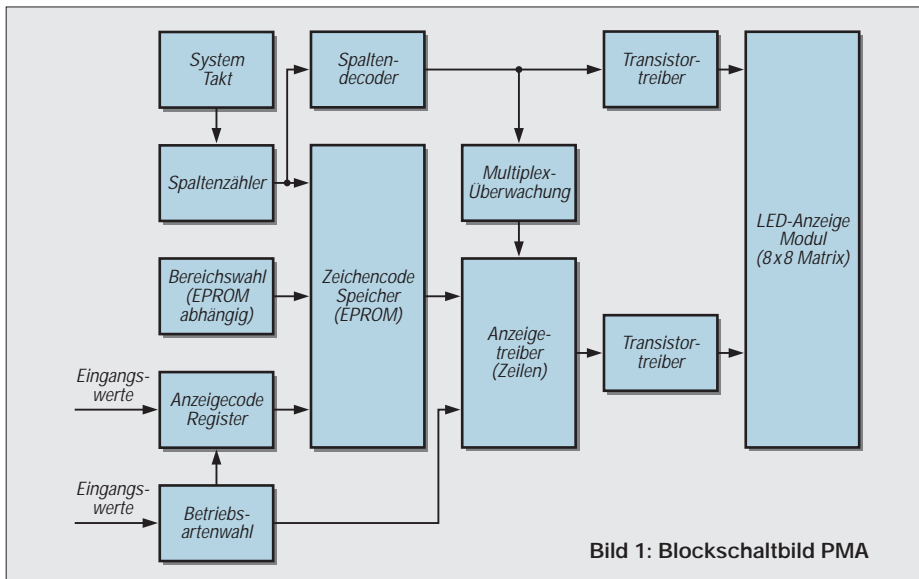 System
Takt
Spalten-
decoder
Transistor-
treiber
Spaltenzähler
Multiplex-
Überwachung
LED-Anzeige
Modul
(8x8 Matrix)
Bereichswahl
(EPROM
abhängig)
Zeichencode
Speicher
(EPROM)
Anzeige-
treiber
(Zeilen)
Transistor-
treiber
Eingangs-
werte
Anzeigecode
Register
Eingangs-
werte
Betriebs-
artenwahl
Bild 1: Blockschaltbild PMA